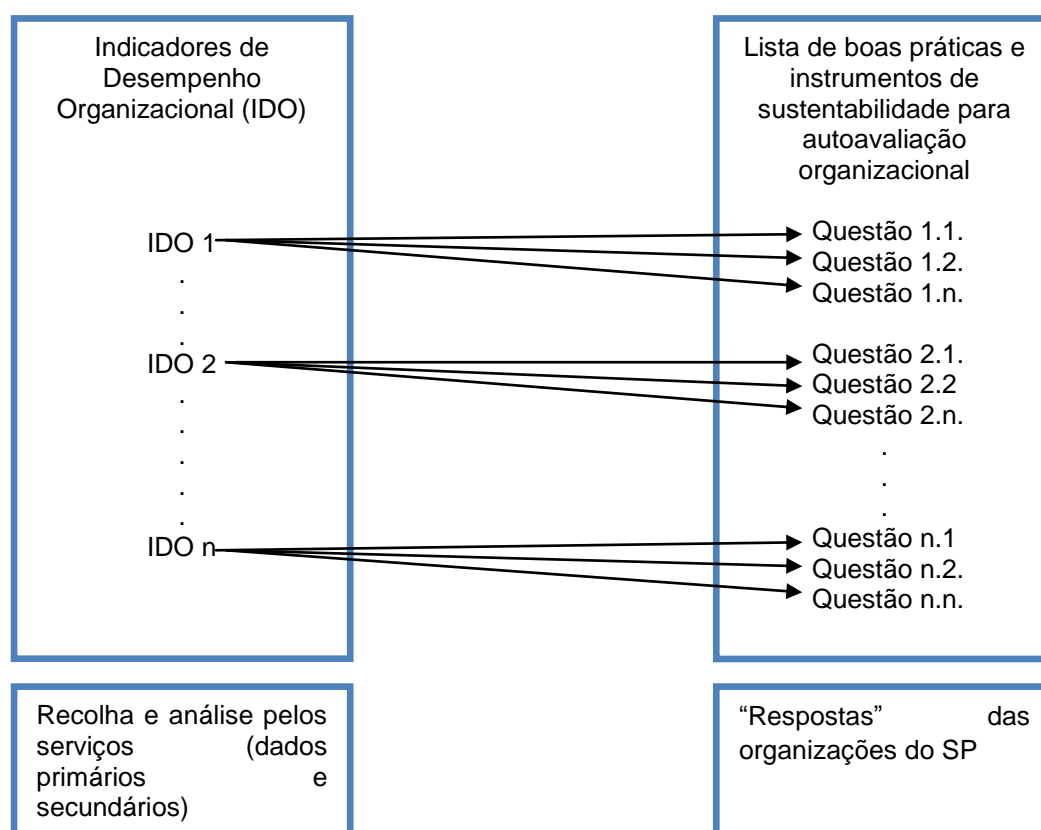 Indicadores de
Desempenho
Organizacional (IDO)
IDO 1
.
.
.
IDO 2
.
.
.
.
.
IDO n
Lista de boas práticas e
instrumentos de
sustentabilidade para
autoavaliação
organizacional
Questão 1.1.
Questão 1.2.
Questão 1.n.
Questão 2.1.
Questão 2.2
Questão 2.n.
.
.
.
Questão n.1
Questão n.2.
Questão n.n.
Recolha e análise pelos
serviços (dados
primários e
secundários)
“Respostas” das
organizações do SP